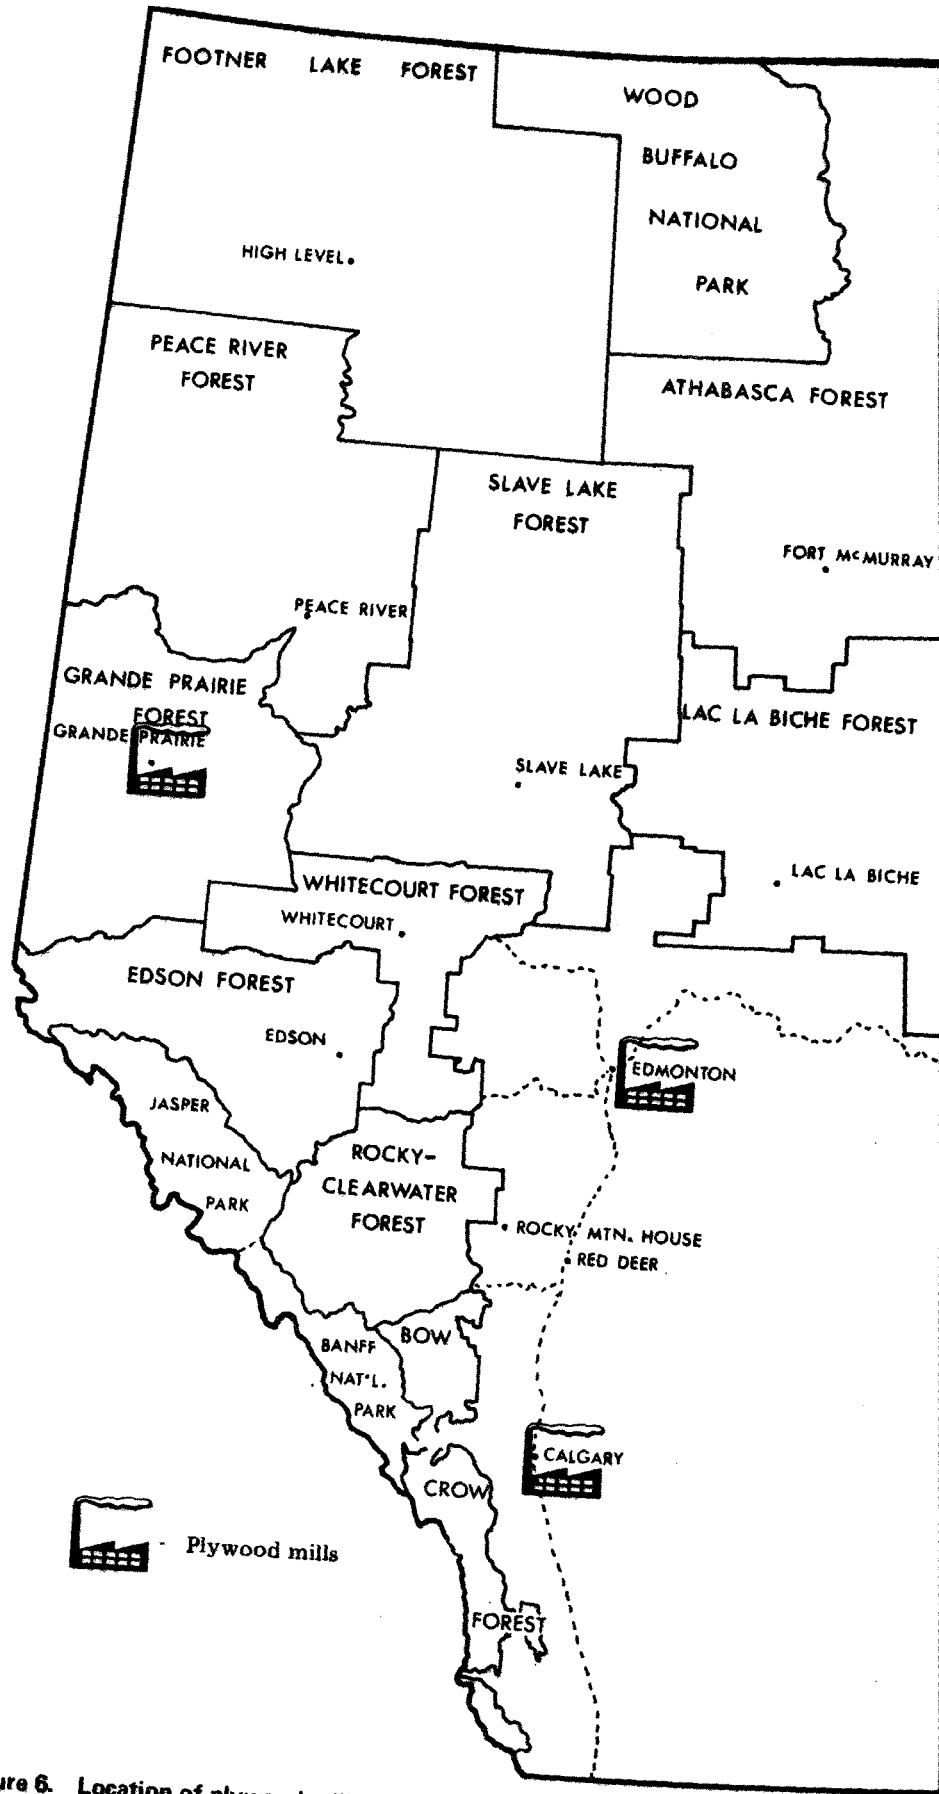 FOOTNER LAKE FOREST
WOOD
BUFFALO
NATIONAL
PARK
HIGH LEVEL
PEACE RIVER
FOREST
ATHABASCA FOREST
SLAVE LAKE
FOREST
FORT McMURRAY
PEACE RIVER
GRANDE PRAIRIE
FOREST
GRANDE PRAIRIE
LAC LA BICHE FOREST
SLAVE LAKE
LAC LA BICHE
WHITECOURT FOREST
WHITECOURT
EDSON FOREST
EDSON
EDMONTON
JASPER
NATIONAL
PARK
ROCKY-
CLEARWATER
FOREST
ROCKY MTN. HOUSE
RED DEER
BANFF
NAT'L.
PARK
BOW
CALGARY
CROW
FOREST
- Plywood mills
6. Location of